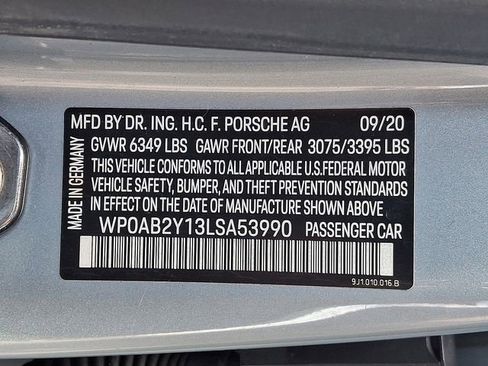 MFD BY DR. ING. H.C. F. PORSCHE AG 09/20
GVWR 6349 LBS GAWR FRONT/REAR 3075/3395 LBS
THIS VEHICLE CONFORMS TO ALL APPLICABLE U.S.FEDERAL MOTOR
VEHICLE SAFETY, BUMPER, AND THEFT PREVENTION STANDARDS
IN EFFECT ON THE DATE OF MANUFACTURE SHOWN ABOVE
WP0AB2Y13LSA53990 PASSENGER CAR
9J1.010.016.B
MADE IN GERMANY